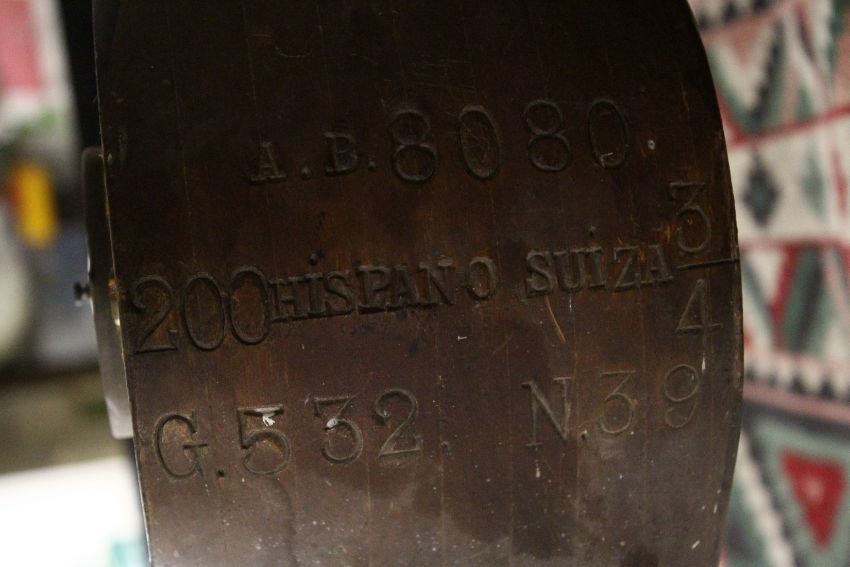 A.B. 8080
200 HISPANO SUIZA 3/4
G.532. N.39